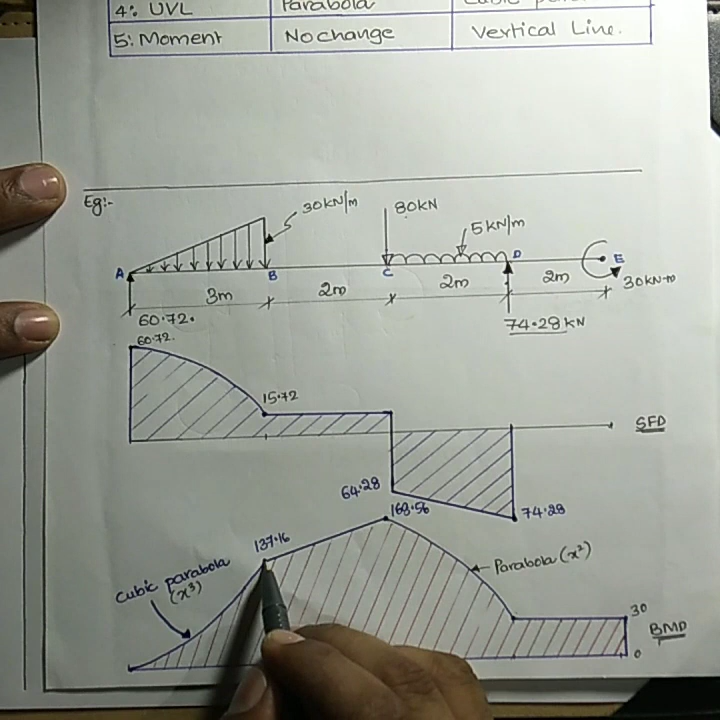 4: UVL Parabola
5: Moment No change Vertical Line.
Eg:-
30kN/m
80kN
5kN/m
A B C D E
3m 2m 2m 2m
30kN-m
60.72.
74.28 kN
60.72.
15.72
SFD
64.28
74.28
168.56
137.16
Cubic parabola
(x³)
Parabola (x²)
30
BMD
0